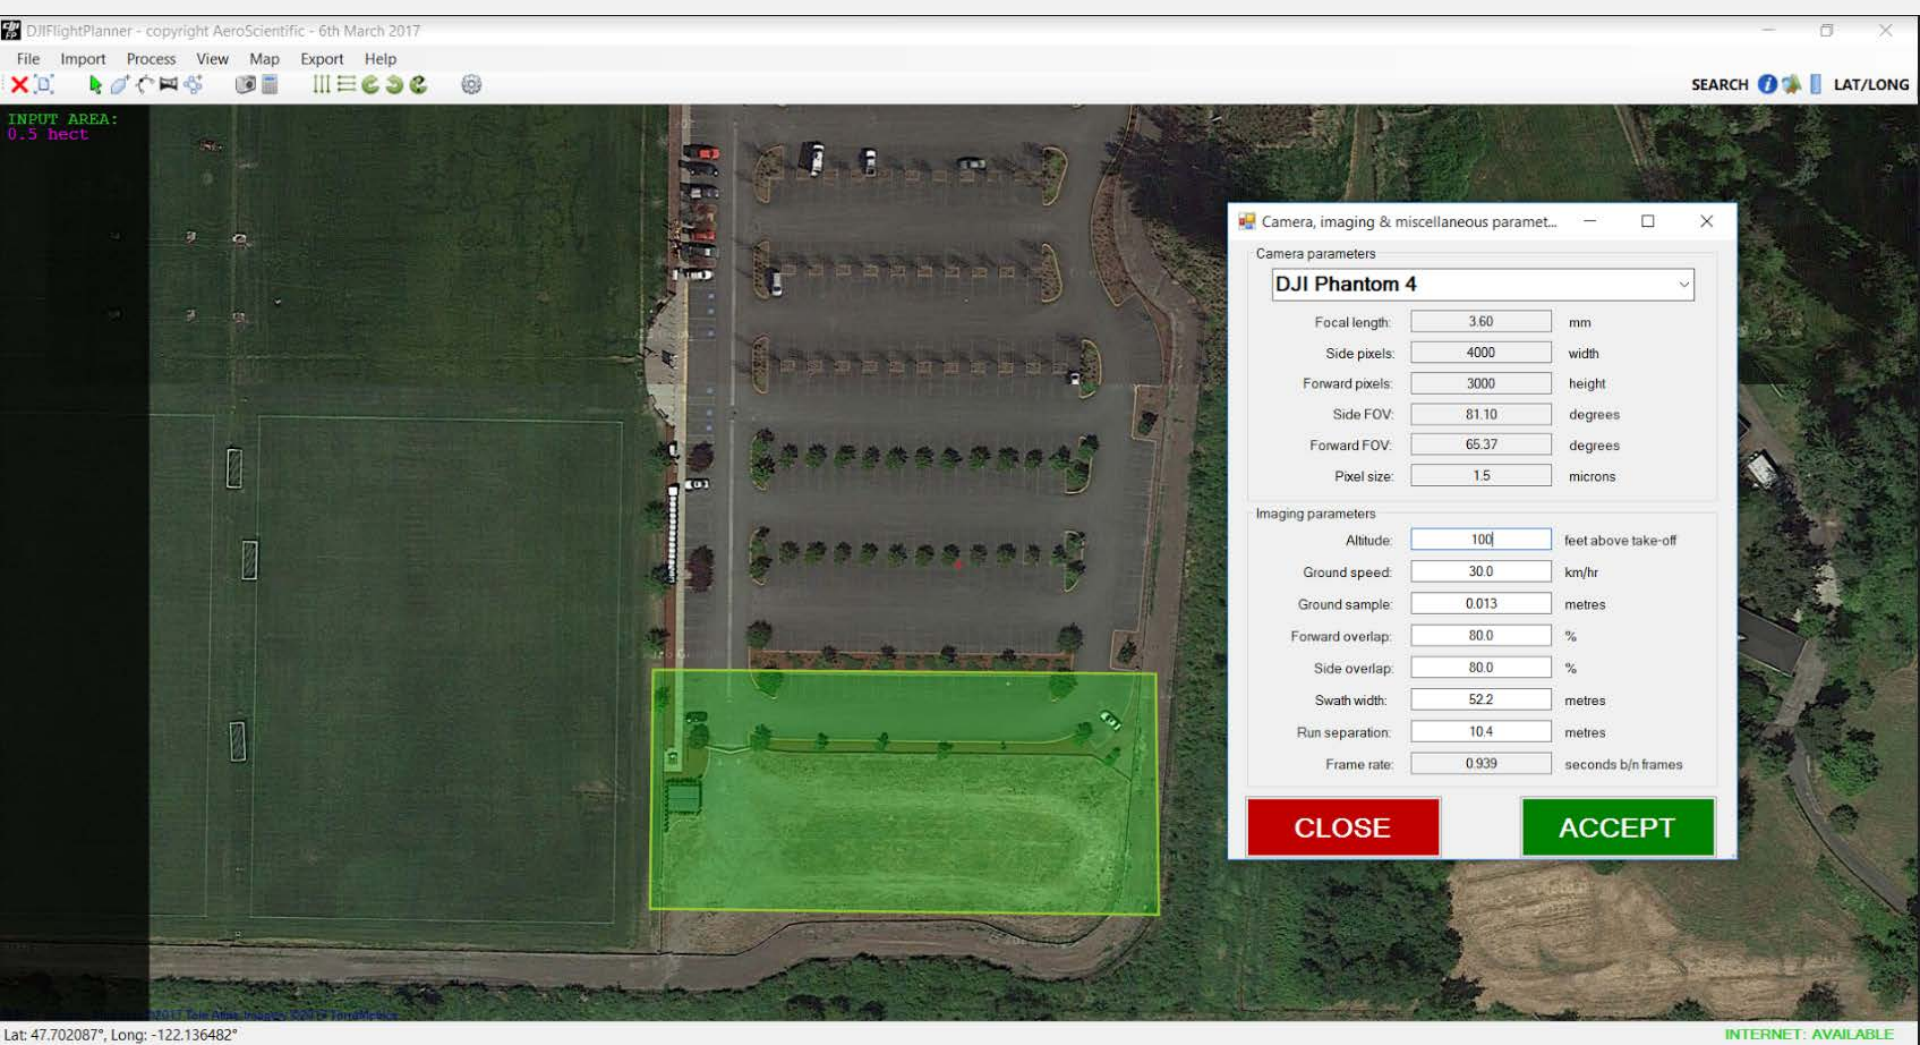 DJIFlightPlanner - copyright AeroScientific - 6th March 2017
File Import Process View Map Export Help
SEARCH LAT/LONG
INPUT AREA:
0.5 hect
Camera, imaging & miscellaneous paramet...
Camera parameters
DJI Phantom 4
Focal length: 3.60 mm
Side pixels: 4000 width
Forward pixels: 3000 height
Side FOV: 81.10 degrees
Forward FOV: 65.37 degrees
Pixel size: 1.5 microns
Imaging parameters
Altitude: 100 feet above take-off
Ground speed: 30.0 km/hr
Ground sample: 0.013 metres
Forward overlap: 80.0 %
Side overlap: 80.0 %
Swath width: 52.2 metres
Run separation: 10.4 metres
Frame rate: 0.939 seconds b/n frames
CLOSE ACCEPT
Lat: 47.702087°, Long: -122.136482°
INTERNET: AVAILABLE